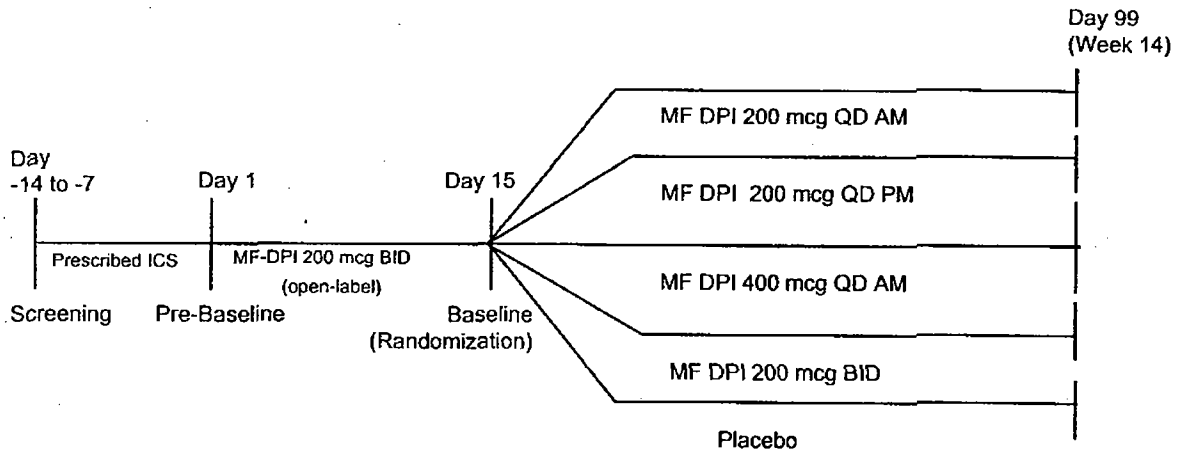 Day 99
(Week 14)
MF DPI 200 mcg QD AM
Day
-14 to -7
Day 1
Day 15
MF DPI 200 mcg QD PM
Prescribed ICS
MF-DPI 200 mcg BID
(open-label)
MF DPI 400 mcg QD AM
Screening
Pre-Baseline
Baseline
(Randomization)
MF DPI 200 mcg BID
Placebo